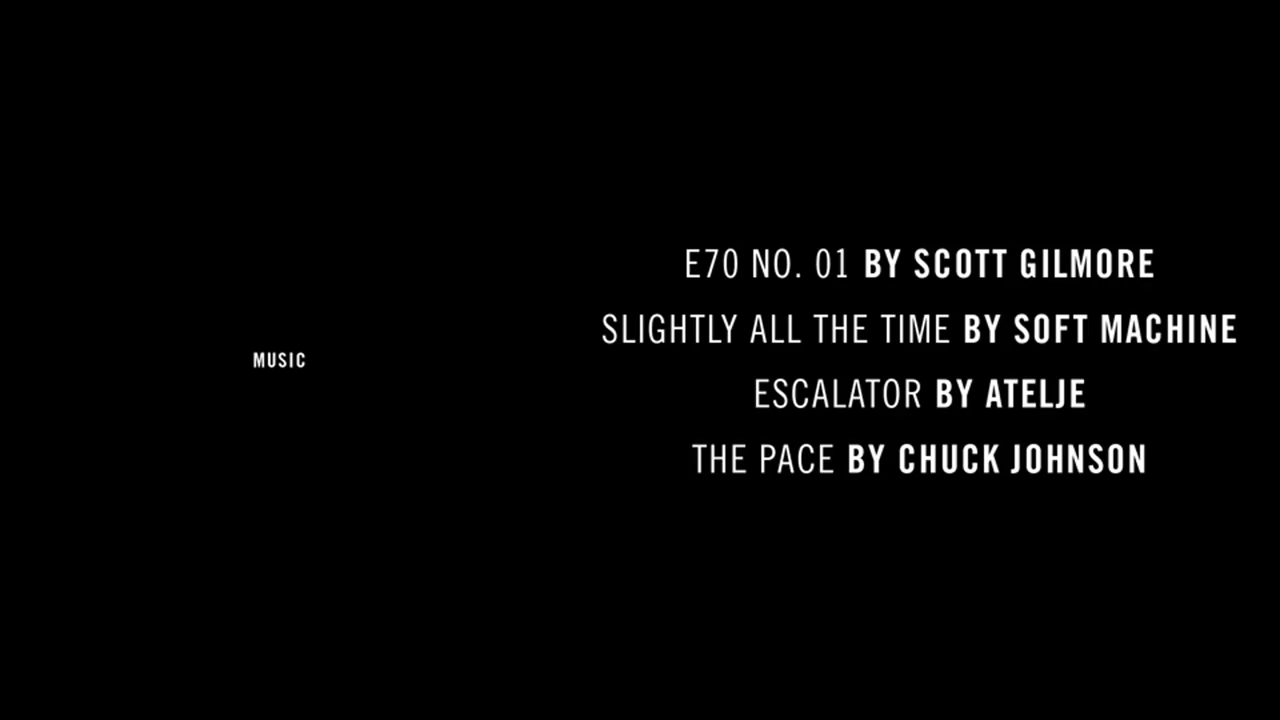 MUSIC
E70 NO. 01 BY SCOTT GILMORE
SLIGHTLY ALL THE TIME BY SOFT MACHINE
ESCALATOR BY ATELJE
THE PACE BY CHUCK JOHNSON